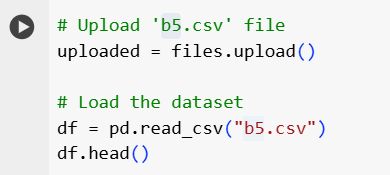 # Upload 'b5.csv' file
uploaded = files.upload()
# Load the dataset
df = pd.read_csv("b5.csv")
df.head()